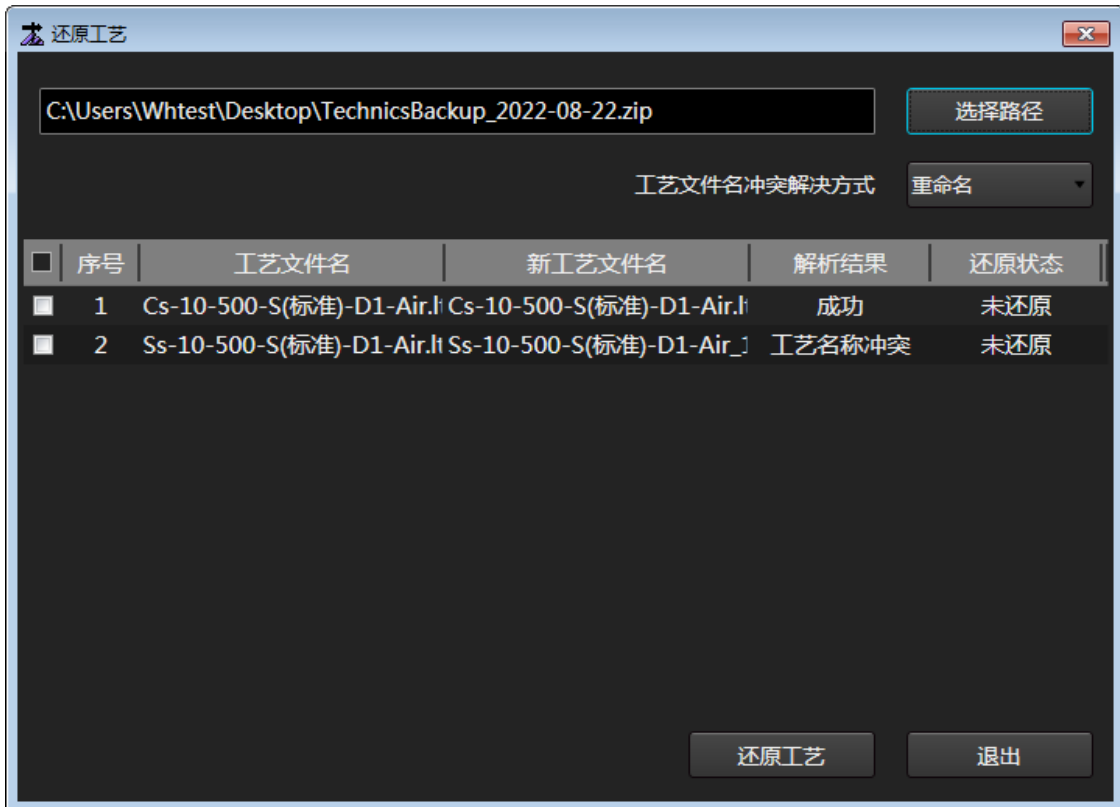 还原工艺
C:\Users\Whtest\Desktop\TechnicsBackup_2022-08-22.zip 选择路径
工艺文件名冲突解决方式 重命名
序号 工艺文件名 新工艺文件名 解析结果 还原状态
1 Cs-10-500-S(标准)-D1-Air.lt Cs-10-500-S(标准)-D1-Air.lt 成功 未还原
2 Ss-10-500-S(标准)-D1-Air.lt Ss-10-500-S(标准)-D1-Air_1 工艺名称冲突 未还原
还原工艺 退出